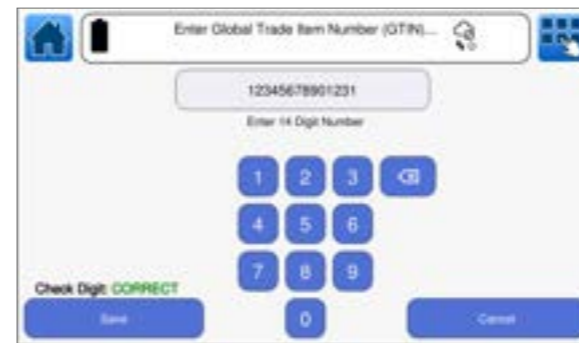 Enter Global Trade Item Number (GTIN)...
12345678901231
Enter 14 Digit Number
1 2 3
4 5 6
7 8 9
Check Digit: CORRECT
Save 0 Cancel